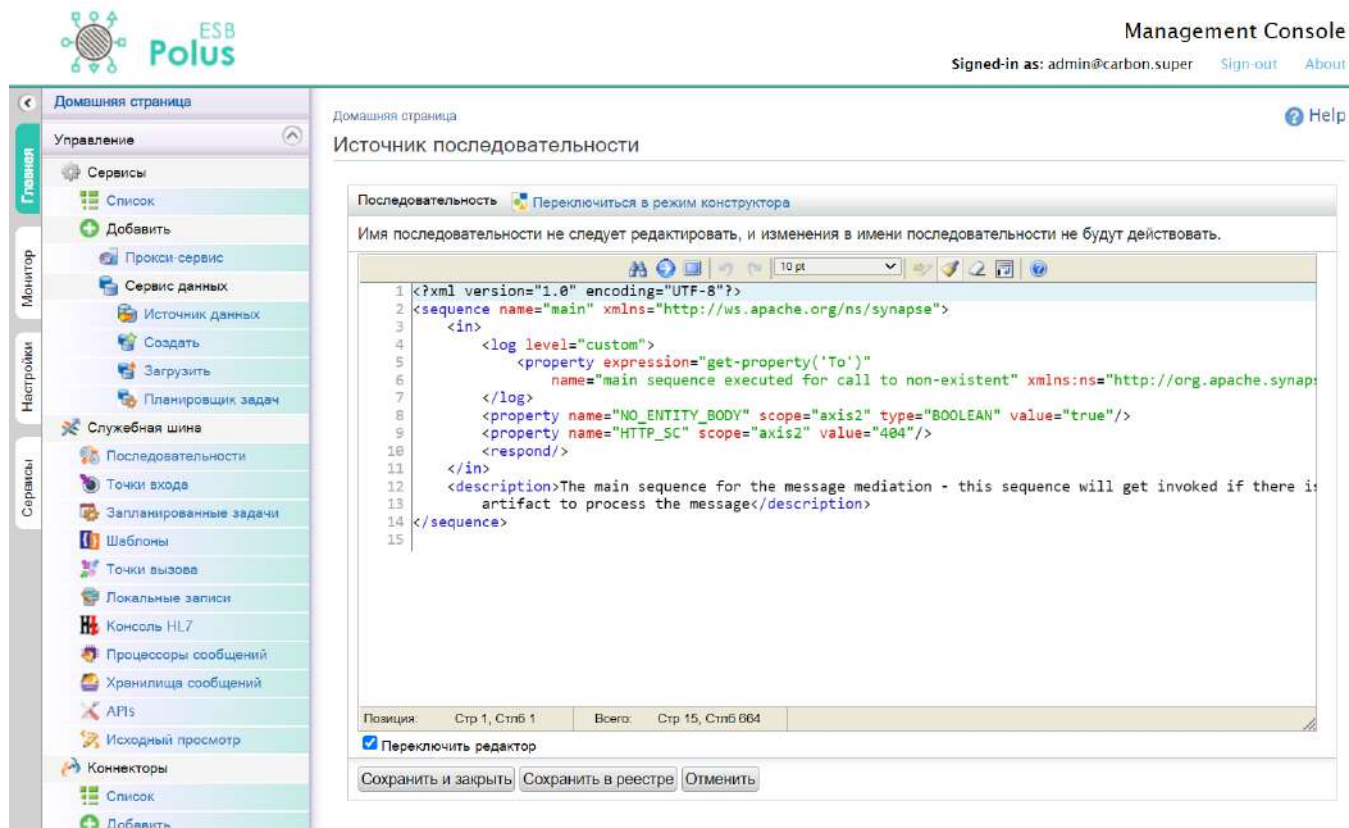 ESB
Polus
Management Console
Signed-in as: admin@carbon.super Sign-out About
Главная
Монитор
Настройки
Сервисы
Домашняя страница
Управление
Сервисы
Список
Добавить
Прокси-сервис
Сервис данных
Источник данных
Создать
Загрузить
Планировщик задач
Служебная шина
Последовательности
Точки входа
Запланированные задачи
Шаблоны
Точки вызова
Локальные записи
Консоль HL7
Процессоры сообщений
Хранилища сообщений
APIs
Исходный просмотр
Коннекторы
Список
Добавить
Домашняя страница
Help
Источник последовательности
Последовательность Переключиться в режим конструктора
Имя последовательности не следует редактировать, и изменения в имени последовательности не будут действовать.
10 pt
1 <?xml version="1.0" encoding="UTF-8"?>
2 <sequence name="main" xmlns="http://ws.apache.org/ns/synapse">
3 <in>
4 <log level="custom">
5 <property expression="get-property('To')"
6 name="main sequence executed for call to non-existent" xmlns:ns="http://org.apache.synap
7 </log>
8 <property name="NO_ENTITY_BODY" scope="axis2" type="BOOLEAN" value="true"/>
9 <property name="HTTP_SC" scope="axis2" value="404"/>
10 <respond/>
11 </in>
12 <description>The main sequence for the message mediation - this sequence will get invoked if there is
13 artifact to process the message</description>
14 </sequence>
15
Позиция: Стр 1, Стлб 1 Всего: Стр 15, Стлб 664
Переключить редактор
Сохранить и закрыть Сохранить в реестре Отменить